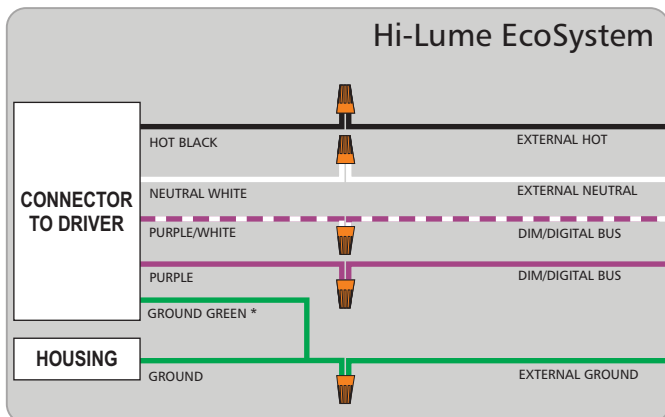 Hi-Lume EcoSystem
CONNECTOR
TO DRIVER
HOT BLACK
EXTERNAL HOT
NEUTRAL WHITE
EXTERNAL NEUTRAL
PURPLE/WHITE
DIM/DIGITAL BUS
PURPLE
DIM/DIGITAL BUS
GROUND GREEN *
HOUSING
GROUND
EXTERNAL GROUND